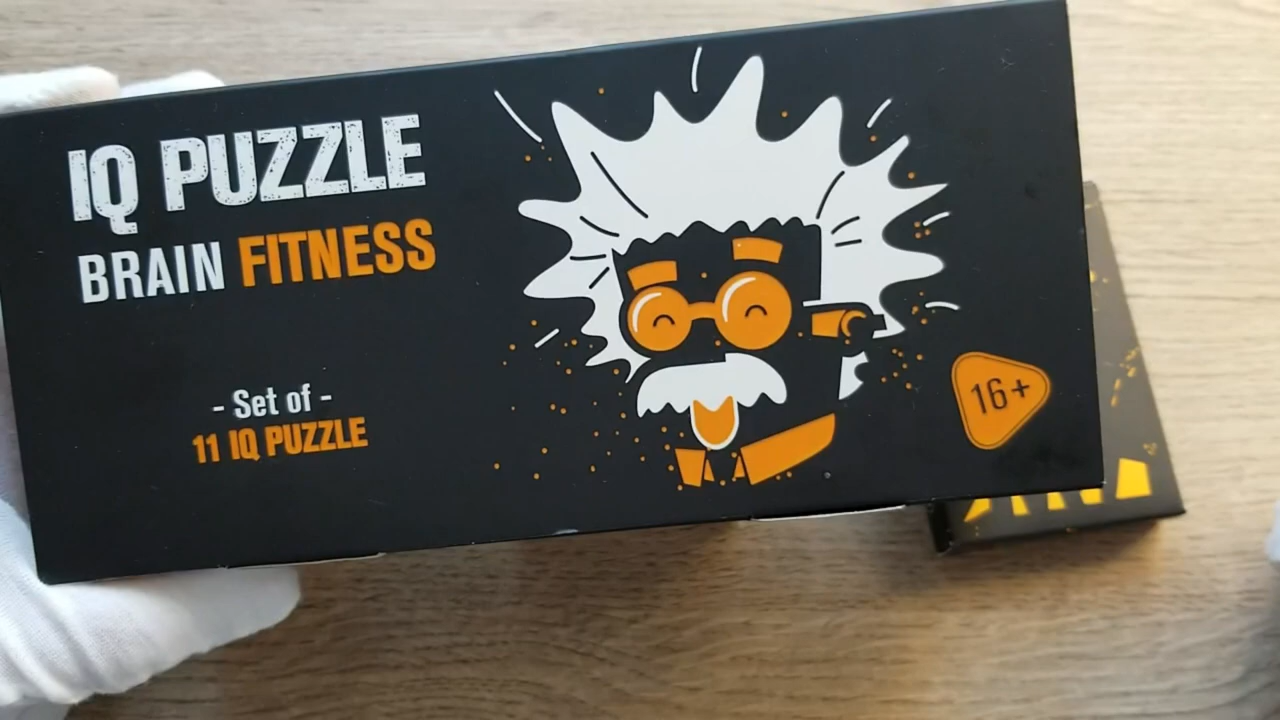 IQ PUZZLE
BRAIN FITNESS
- Set of -
11 IQ PUZZLE
16+